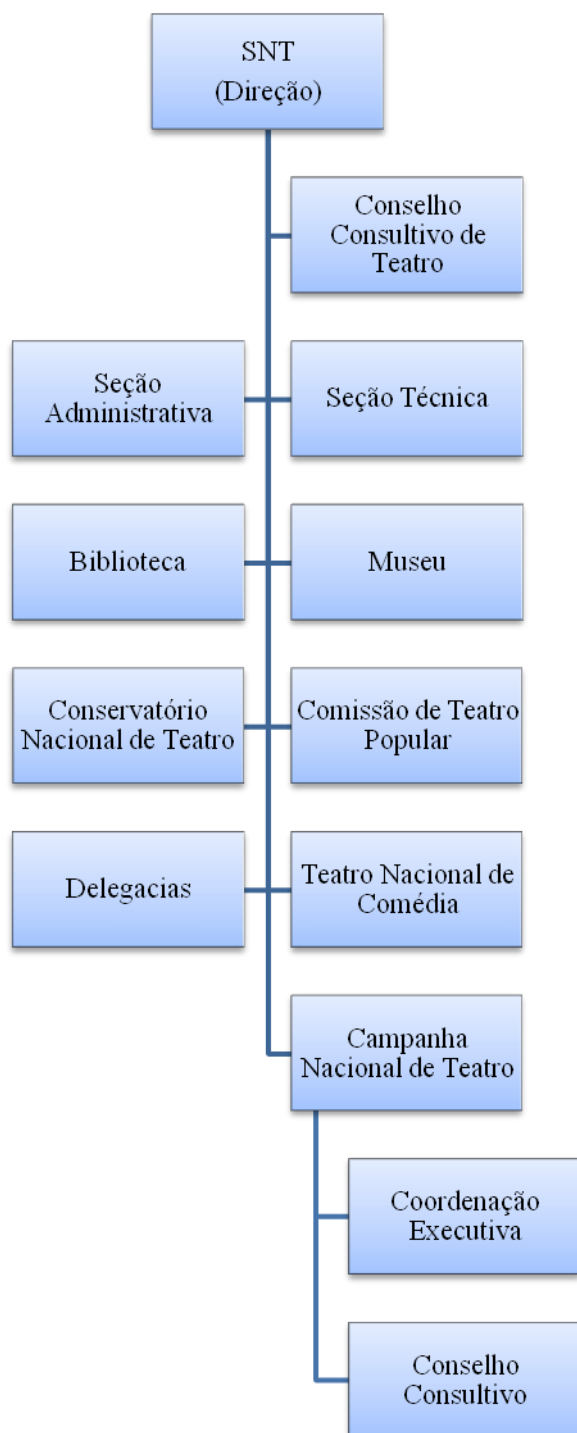 SNT
(Direção)
Conselho
Consultivo de
Teatro
Seção
Administrativa
Seção Técnica
Biblioteca
Museu
Conservatório
Nacional de Teatro
Comissão de Teatro
Popular
Delegacias
Teatro Nacional de
Comédia
Campanha
Nacional de Teatro
Coordenação
Executiva
Conselho
Consultivo